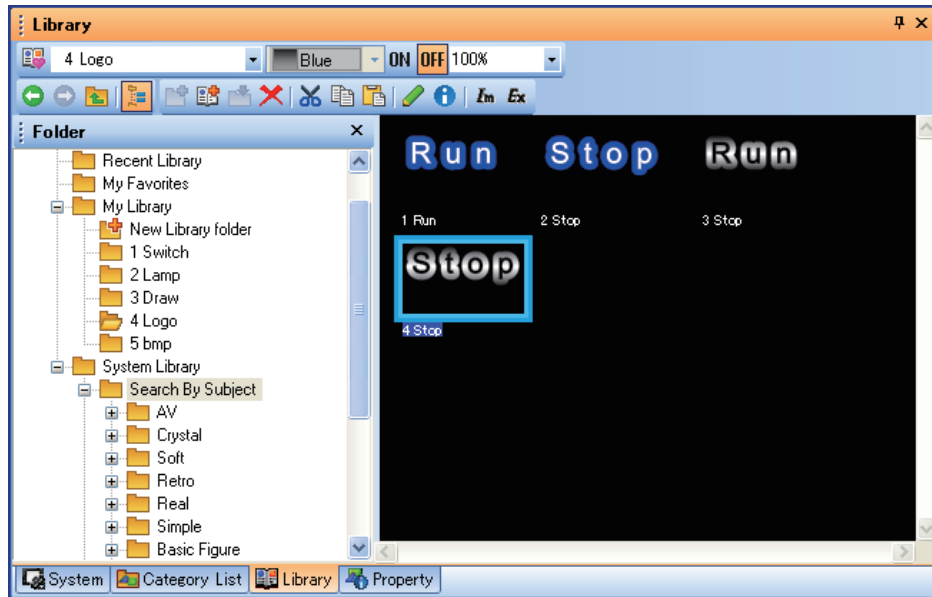 Library
4 Logo Blue ON OFF 100%
Im Ex
Folder
Recent Library
My Favorites
My Library
New Library folder
1 Switch
2 Lamp
3 Draw
4 Logo
5 bmp
System Library
Search By Subject
AV
Crystal
Soft
Retro
Real
Simple
Basic Figure
Run Stop Run
1 Run 2 Stop 3 Stop
Stop
4 Stop
System Category List Library Property